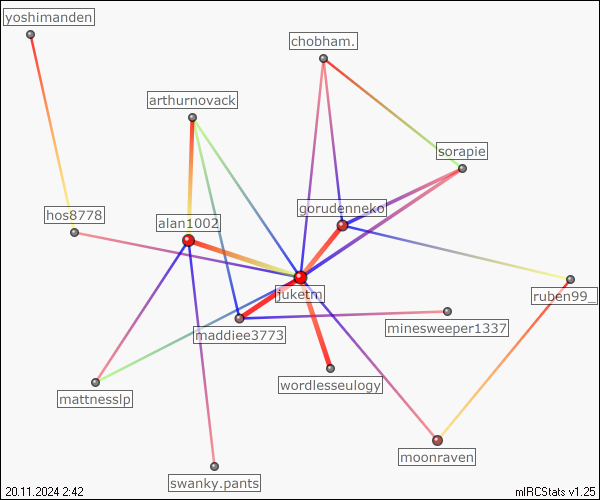 yoshimanden
chobham.
arthurnovack
sorapie
gorudenneko
hos8778
alan1002
juketm
ruben99_
maddiee3773
minesweeper1337
wordlesseulogy
mattnesslp
moonraven
swanky.pants
20.11.2024 2:42
mIRCStats v1.25